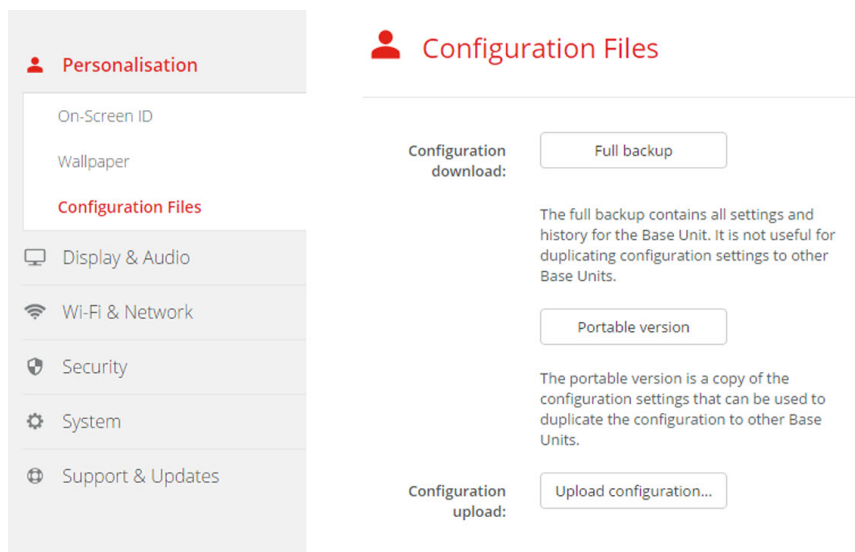 Personalisation
On-Screen ID
Wallpaper
Configuration Files
Display & Audio
Wi-Fi & Network
Security
System
Support & Updates
Configuration Files
Configuration
download:
Full backup
The full backup contains all settings and
history for the Base Unit. It is not useful for
duplicating configuration settings to other
Base Units.
Portable version
The portable version is a copy of the
configuration settings that can be used to
duplicate the configuration to other Base
Units.
Configuration
upload:
Upload configuration...